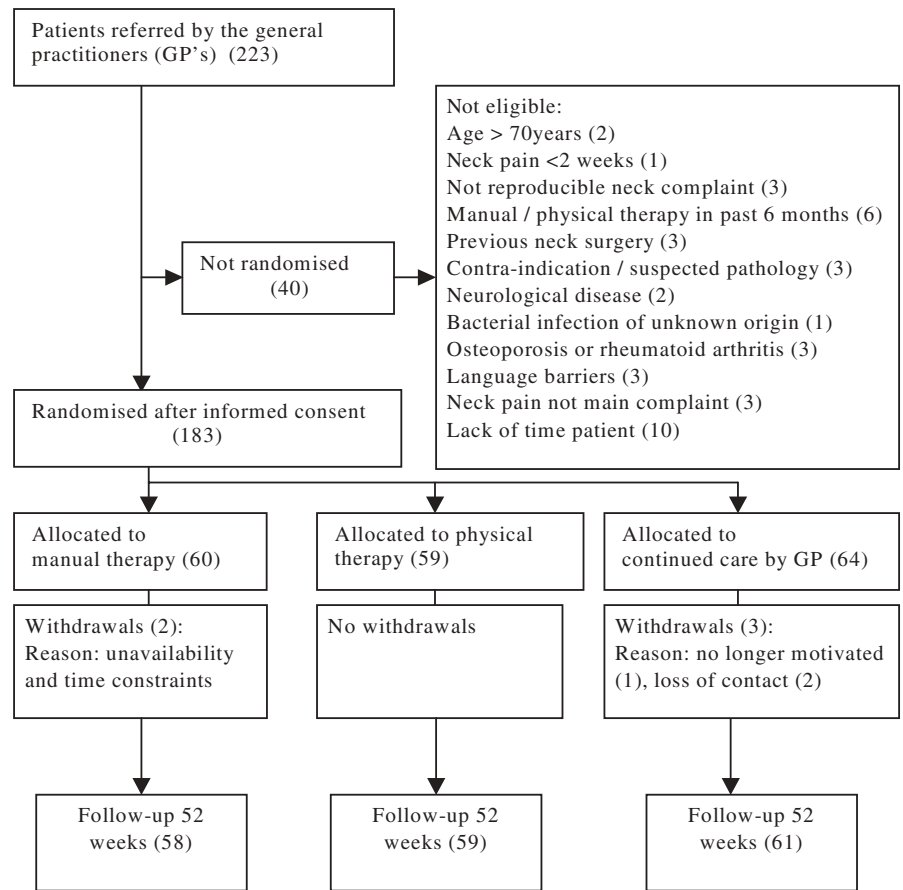 Patients referred by the general
practitioners (GP's) (223)
Not eligible:
Age > 70years (2)
Neck pain <2 weeks (1)
Not reproducible neck complaint (3)
Manual / physical therapy in past 6 months (6)
Previous neck surgery (3)
Contra-indication / suspected pathology (3)
Neurological disease (2)
Bacterial infection of unknown origin (1)
Osteoporosis or rheumatoid arthritis (3)
Language barriers (3)
Neck pain not main complaint (3)
Lack of time patient (10)
Not randomised
(40)
Randomised after informed consent
(183)
Allocated to
manual therapy (60)
Allocated to physical
therapy (59)
Allocated to
continued care by GP (64)
Withdrawals (2):
Reason: unavailability
and time constraints
No withdrawals
Withdrawals (3):
Reason: no longer motivated
(1), loss of contact (2)
Follow-up 52
weeks (58)
Follow-up 52
weeks (59)
Follow-up 52
weeks (61)